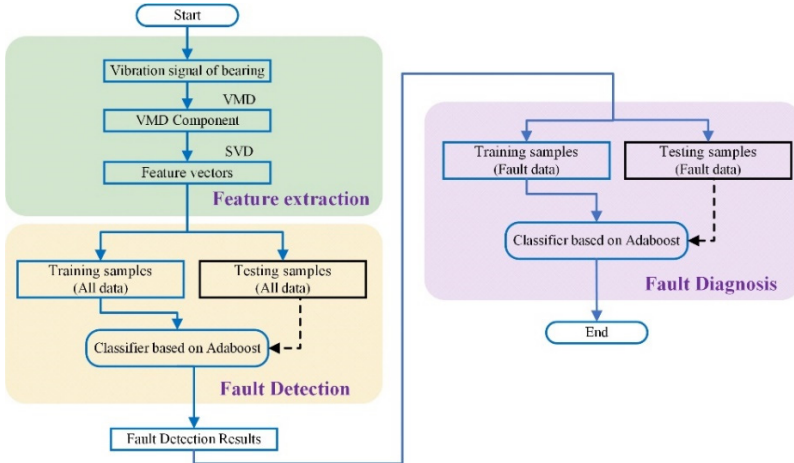 Start
Vibration signal of bearing
VMD
VMD Component
SVD
Feature vectors
Feature extraction
Training samples
(All data)
Testing samples
(All data)
Classifier based on Adaboost
Fault Detection
Fault Detection Results
Training samples
(Fault data)
Testing samples
(Fault data)
Classifier based on Adaboost
Fault Diagnosis
End